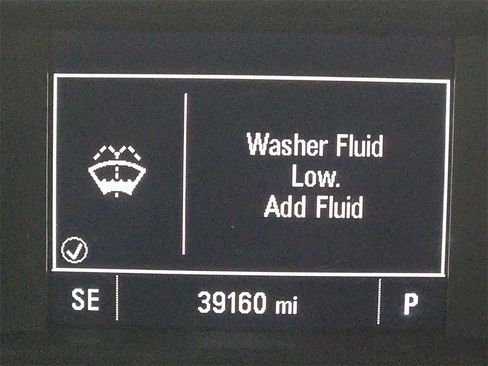 Washer Fluid
Low.
Add Fluid
SE 39160 mi P